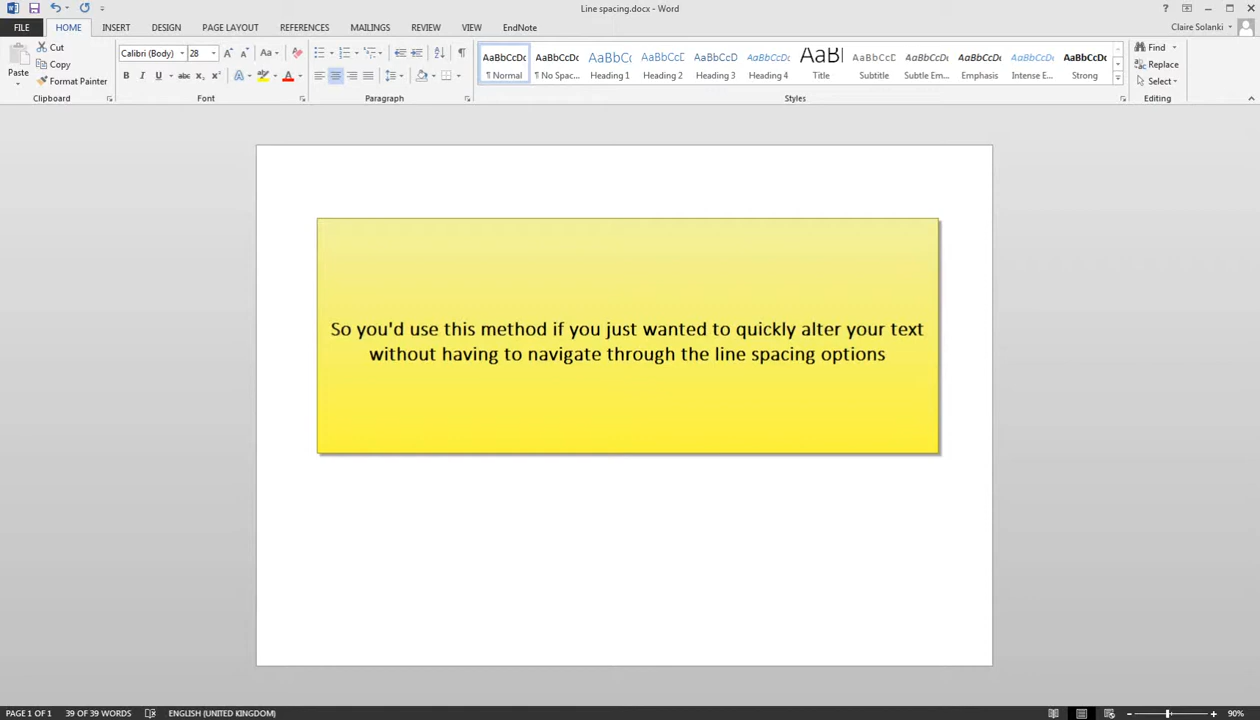 Line spacing.docx - Word
FILE HOME INSERT DESIGN PAGE LAYOUT REFERENCES MAILINGS REVIEW VIEW EndNote
Claire Solanki
Paste
Cut
Copy
Format Painter
Clipboard
Calibri (Body) 28
Font
Paragraph
AaBbCcDc AaBbCcDc AaBbC( AaBbCcD AaBbCcD AaBbCcDc AaBl AaBbCcDc AaBbCcDc AaBbCcDc AaBbCcDc AaBbCcDc
¶ Normal ¶ No Spac... Heading 1 Heading 2 Heading 3 Heading 4 Title Subtitle Subtle Em... Emphasis Intense E... Strong
Styles
Find
Replace
Select
Editing
So you'd use this method if you just wanted to quickly alter your text
without having to navigate through the line spacing options
PAGE 1 OF 1 39 OF 39 WORDS ENGLISH (UNITED KINGDOM) 90%